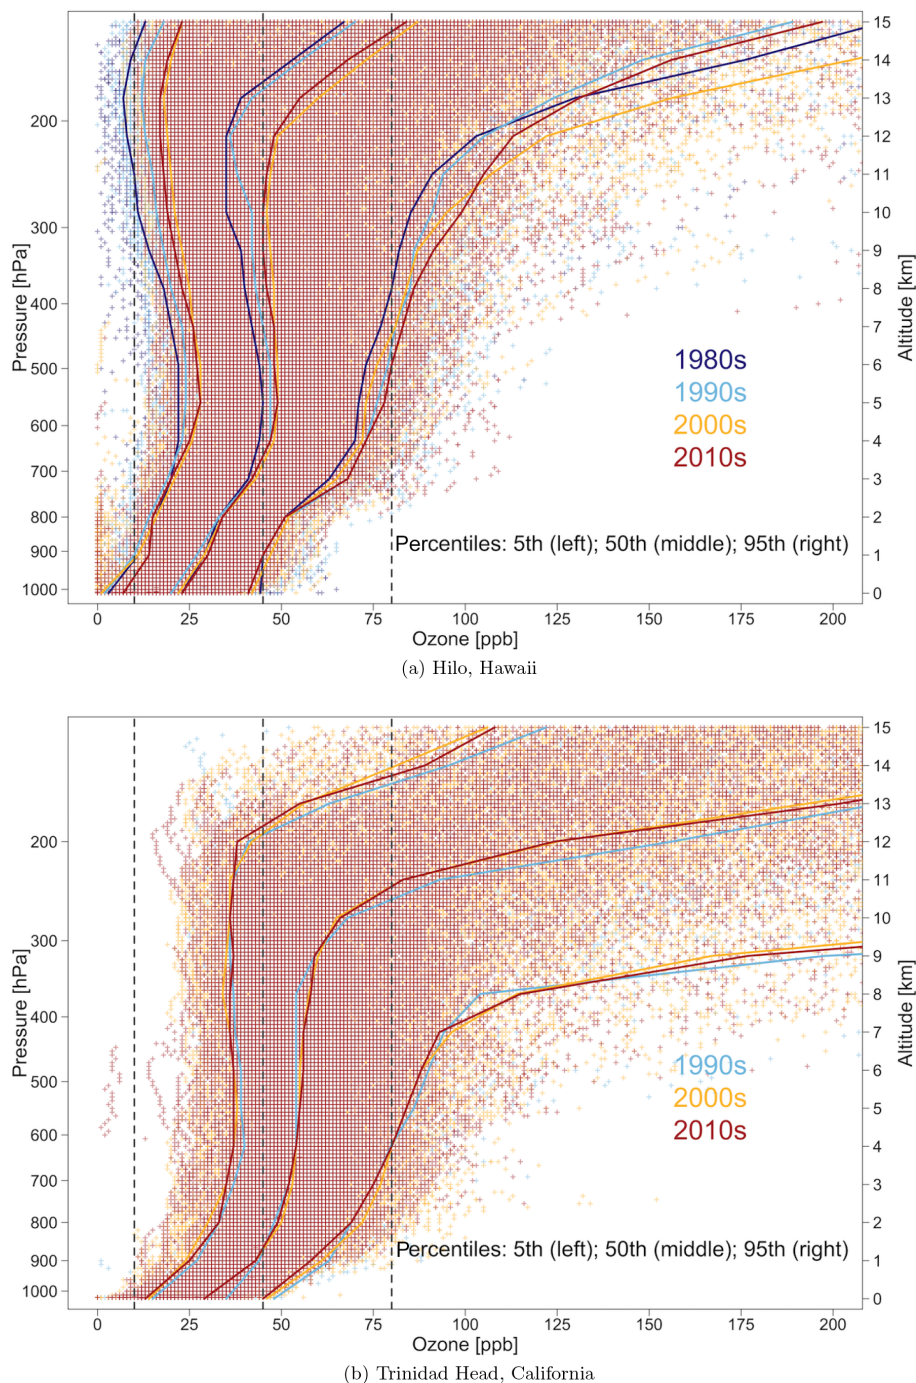 200
300
400
500
600
700
800
900
1000
Pressure [hPa]
15
14
13
12
11
10
9
8
7
6
5
4
3
2
1
0
Altitude [km]
1980s
1990s
2000s
2010s
Percentiles: 5th (left); 50th (middle); 95th (right)
0 25 50 75 100 125 150 175 200
Ozone [ppb]
(a) Hilo, Hawaii
200
300
400
500
600
700
800
900
1000
Pressure [hPa]
15
14
13
12
11
10
9
8
7
6
5
4
3
2
1
0
Altitude [km]
1990s
2000s
2010s
Percentiles: 5th (left); 50th (middle); 95th (right)
0 25 50 75 100 125 150 175 200
Ozone [ppb]
(b) Trinidad Head, California